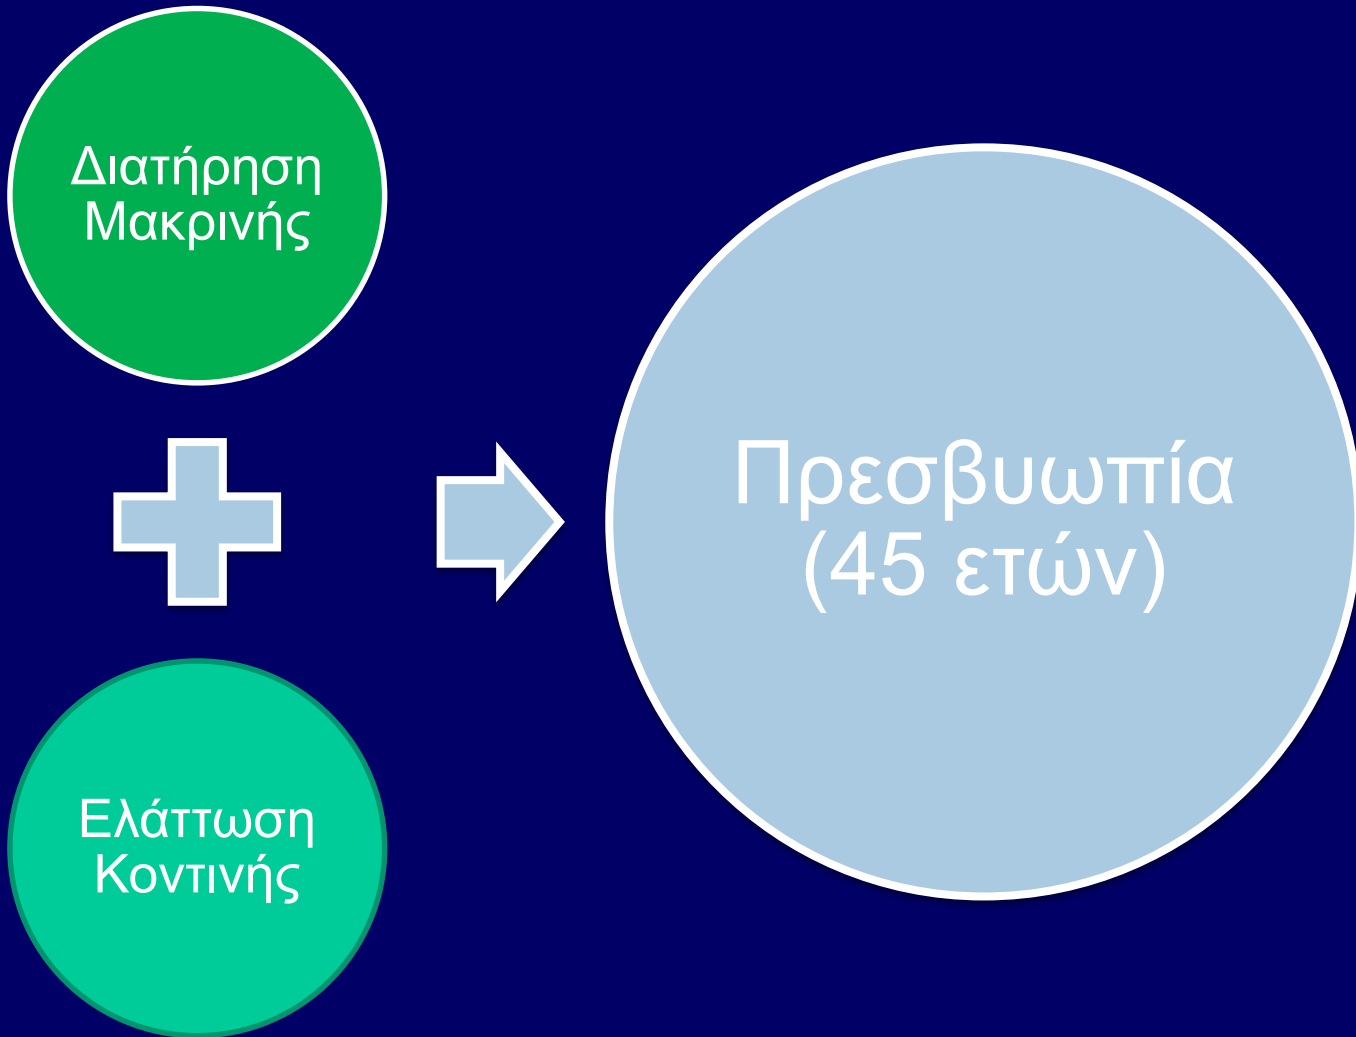 Διατήρηση
Μακρινής
Ελάττωση
Κοντινής
Πρεσβυωπία
(45 ετών)